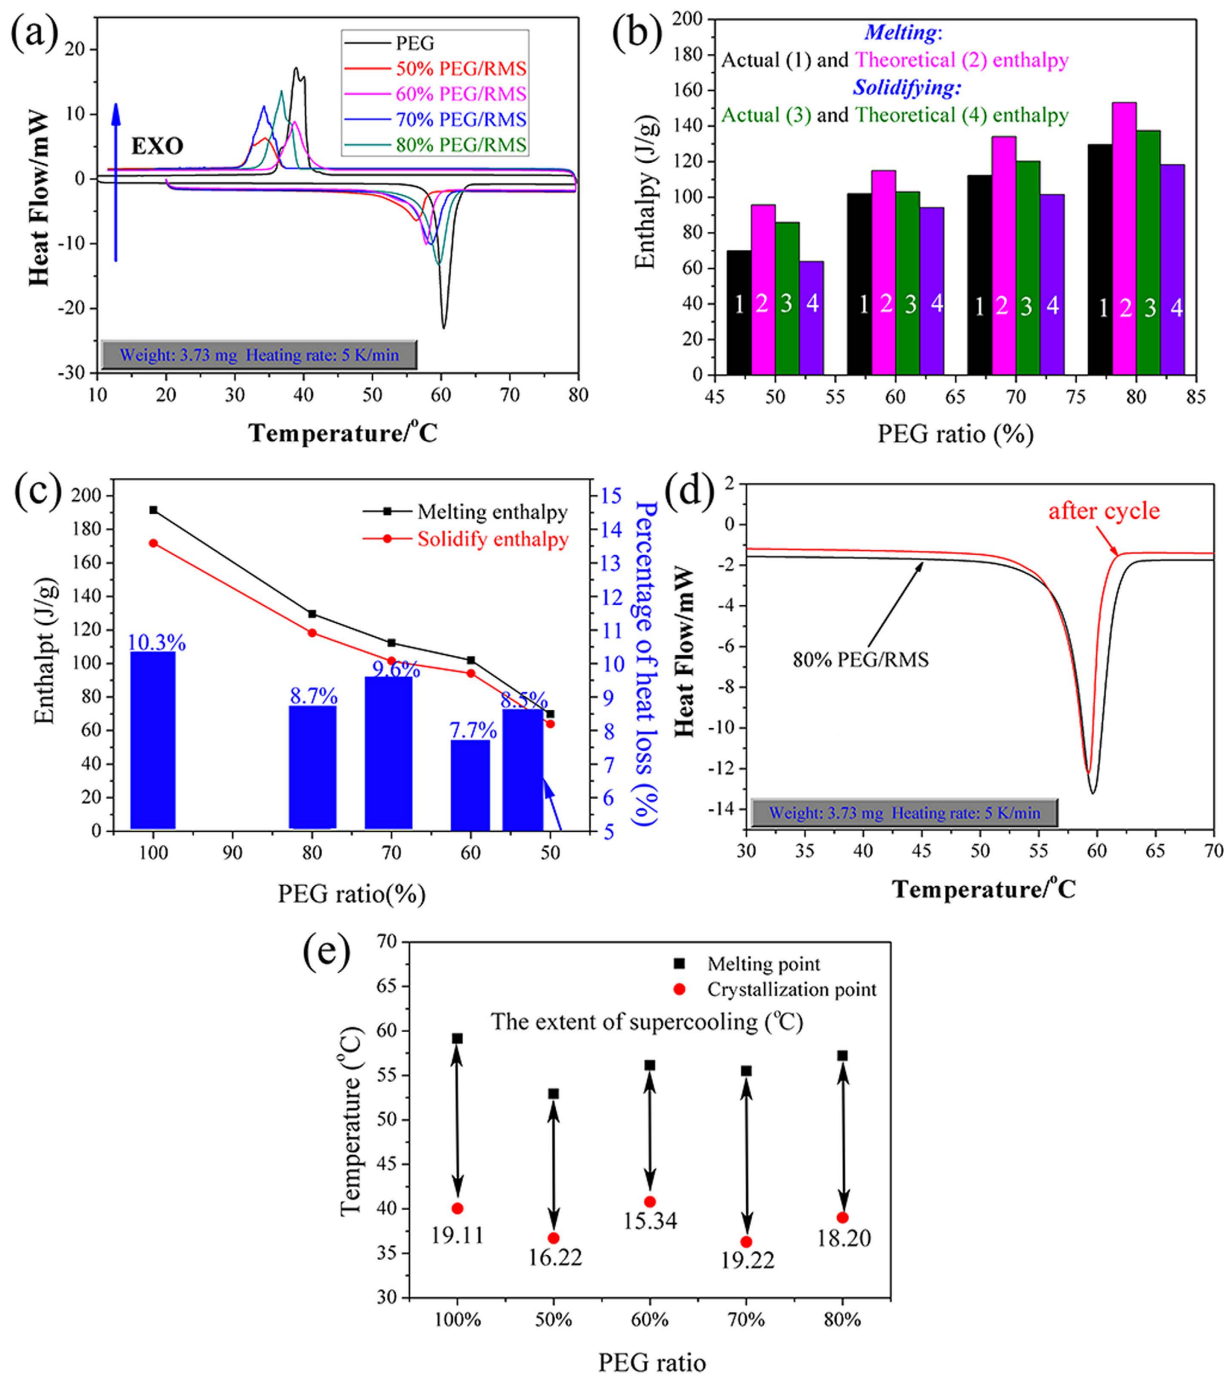 (a)
20
10
0
-10
-20
-30
Heat Flow/mW
EXO
PEG
50% PEG/RMS
60% PEG/RMS
70% PEG/RMS
80% PEG/RMS
Weight: 3.73 mg Heating rate: 5 K/min
10 20 30 40 50 60 70 80
Temperature/°C
(b)
200
180
160
140
120
100
80
60
40
20
0
Enthalpy (J/g)
Melting:
Actual (1) and Theoretical (2) enthalpy
Solidifying:
Actual (3) and Theoretical (4) enthalpy
1 2 3 4 1 2 3 4 1 2 3 4 1 2 3 4
45 50 55 60 65 70 75 80 85
PEG ratio (%)
(c)
200
180
160
140
120
100
80
60
40
20
0
Enthalpt (J/g)
Melting enthalpy
Solidify enthalpy
10.3%
8.7%
9.6%
7.7%
8.5%
15
14
13
12
11
10
9
8
7
6
5
Percentage of heat loss (%)
100 90 80 70 60 50
PEG ratio(%)
(d)
2
0
-2
-4
-6
-8
-10
-12
-14
Heat Flow/mW
after cycle
80% PEG/RMS
Weight: 3.73 mg Heating rate: 5 K/min
30 35 40 45 50 55 60 65 70
Temperature/°C
(e)
70
65
60
55
50
45
40
35
30
Temperature (°C)
Melting point
Crystallization point
The extent of supercooling (°C)
19.11
16.22
15.34
19.22
18.20
100% 50% 60% 70% 80%
PEG ratio